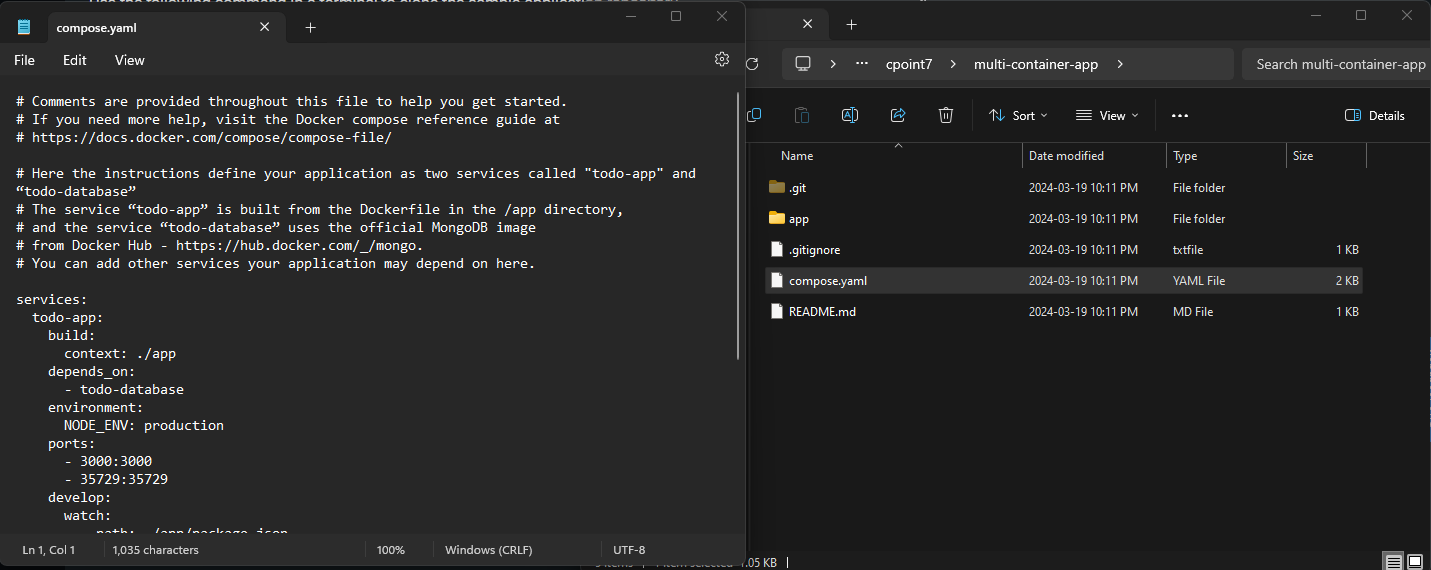 compose.yaml
File Edit View
# Comments are provided throughout this file to help you get started.
# If you need more help, visit the Docker compose reference guide at
# https://docs.docker.com/compose/compose-file/
# Here the instructions define your application as two services called "todo-app" and
“todo-database”
# The service “todo-app” is built from the Dockerfile in the /app directory,
# and the service “todo-database” uses the official MongoDB image
# from Docker Hub - https://hub.docker.com/_/mongo.
# You can add other services your application may depend on here.
services:
todo-app:
build:
context: ./app
depends_on:
- todo-database
environment:
NODE_ENV: production
ports:
- 3000:3000
- 35729:35729
develop:
watch:
Ln 1, Col 1 1,035 characters 100% Windows (CRLF) UTF-8
cpoint7 multi-container-app Search multi-container-app
Sort View Details
Name Date modified Type Size
.git 2024-03-19 10:11 PM File folder
app 2024-03-19 10:11 PM File folder
.gitignore 2024-03-19 10:11 PM txtfile 1 KB
compose.yaml 2024-03-19 10:11 PM YAML File 2 KB
README.md 2024-03-19 10:11 PM MD File 1 KB